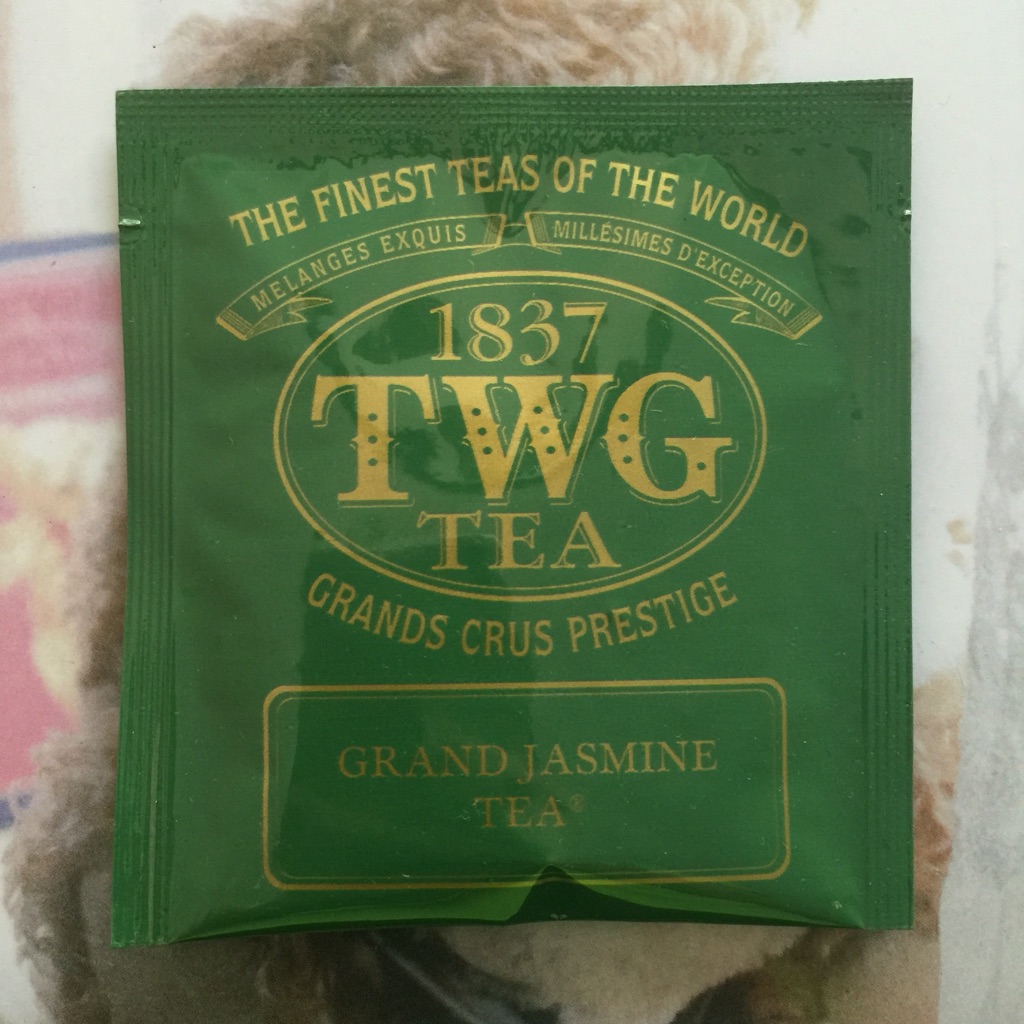 THE FINEST TEAS OF THE WORLD
MELANGES EXQUIS MILLÉSIMES D'EXCEPTION
1837
TWG
TEA
GRANDS CRUS PRESTIGE
GRAND JASMINE
TEA®